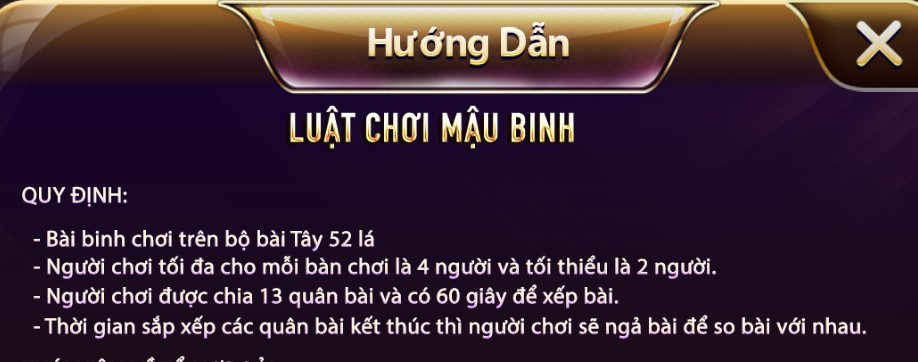 Hướng Dẫn
LUẬT CHƠI MẬU BINH
QUY ĐỊNH:
- Bài binh chơi trên bộ bài Tây 52 lá
- Người chơi tối đa cho mỗi bàn chơi là 4 người và tối thiểu là 2 người.
- Người chơi được chia 13 quân bài và có 60 giây để xếp bài.
- Thời gian sắp xếp các quân bài kết thúc thì người chơi sẽ ngả bài để so bài với nhau.